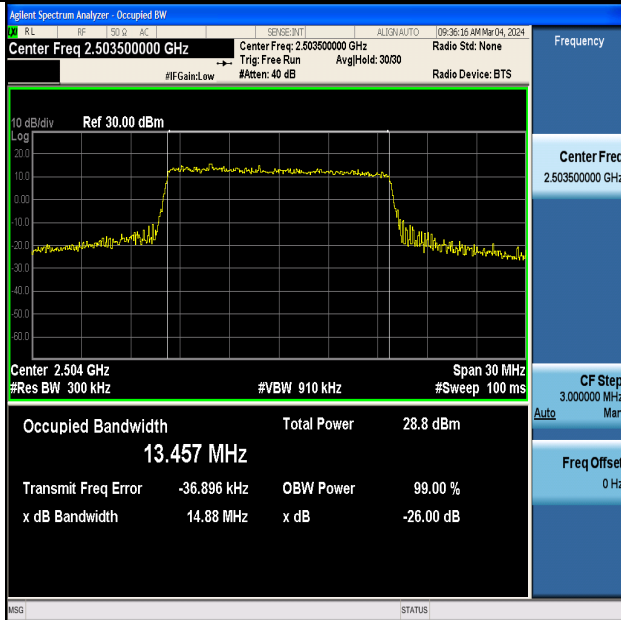 Agilent Spectrum Analyzer - Occupied BW
LXI RL RF 50 Ω AC SENSE:INT ALIGN AUTO 09:36:16 AM Mar 04, 2024
Center Freq 2.503500000 GHz Center Freq: 2.503500000 GHz Radio Std: None Frequency
Trig: Free Run Avg|Hold: 30/30
#IFGain:Low #Atten: 40 dB Radio Device: BTS
10 dB/div Ref 30.00 dBm
Log
20.0
10.0
0.00
-10.0
-20.0
-30.0
-40.0
-50.0
-60.0
Center Freq
2.503500000 GHz
Center 2.504 GHz Span 30 MHz
#Res BW 300 kHz #VBW 910 kHz #Sweep 100 ms
CF Step
3.000000 MHz
Auto Man
Occupied Bandwidth Total Power 28.8 dBm
13.457 MHz
Transmit Freq Error -36.896 kHz OBW Power 99.00 %
x dB Bandwidth 14.88 MHz x dB -26.00 dB
Freq Offset
0 Hz
MSG STATUS